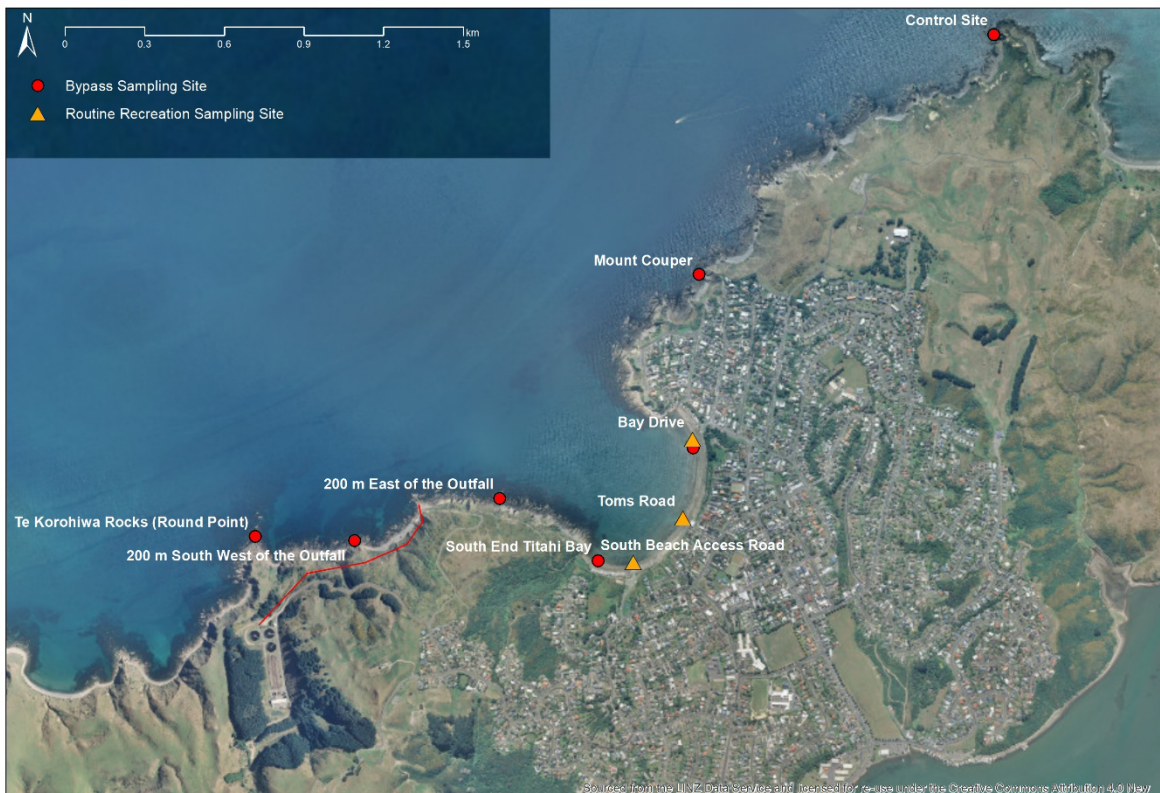 N
0 0.3 0.6 0.9 1.2 1.5
km
Bypass Sampling Site
Routine Recreation Sampling Site
Control Site
Mount Couper
Bay Drive
200 m East of the Outfall
Toms Road
Te Korohiwa Rocks (Round Point)
200 m South West of the Outfall
South End Titahi Bay
South Beach Access Road
Sourced from the LINZ Data Service and licensed for re-use under the Creative Commons Attribution 4.0 New